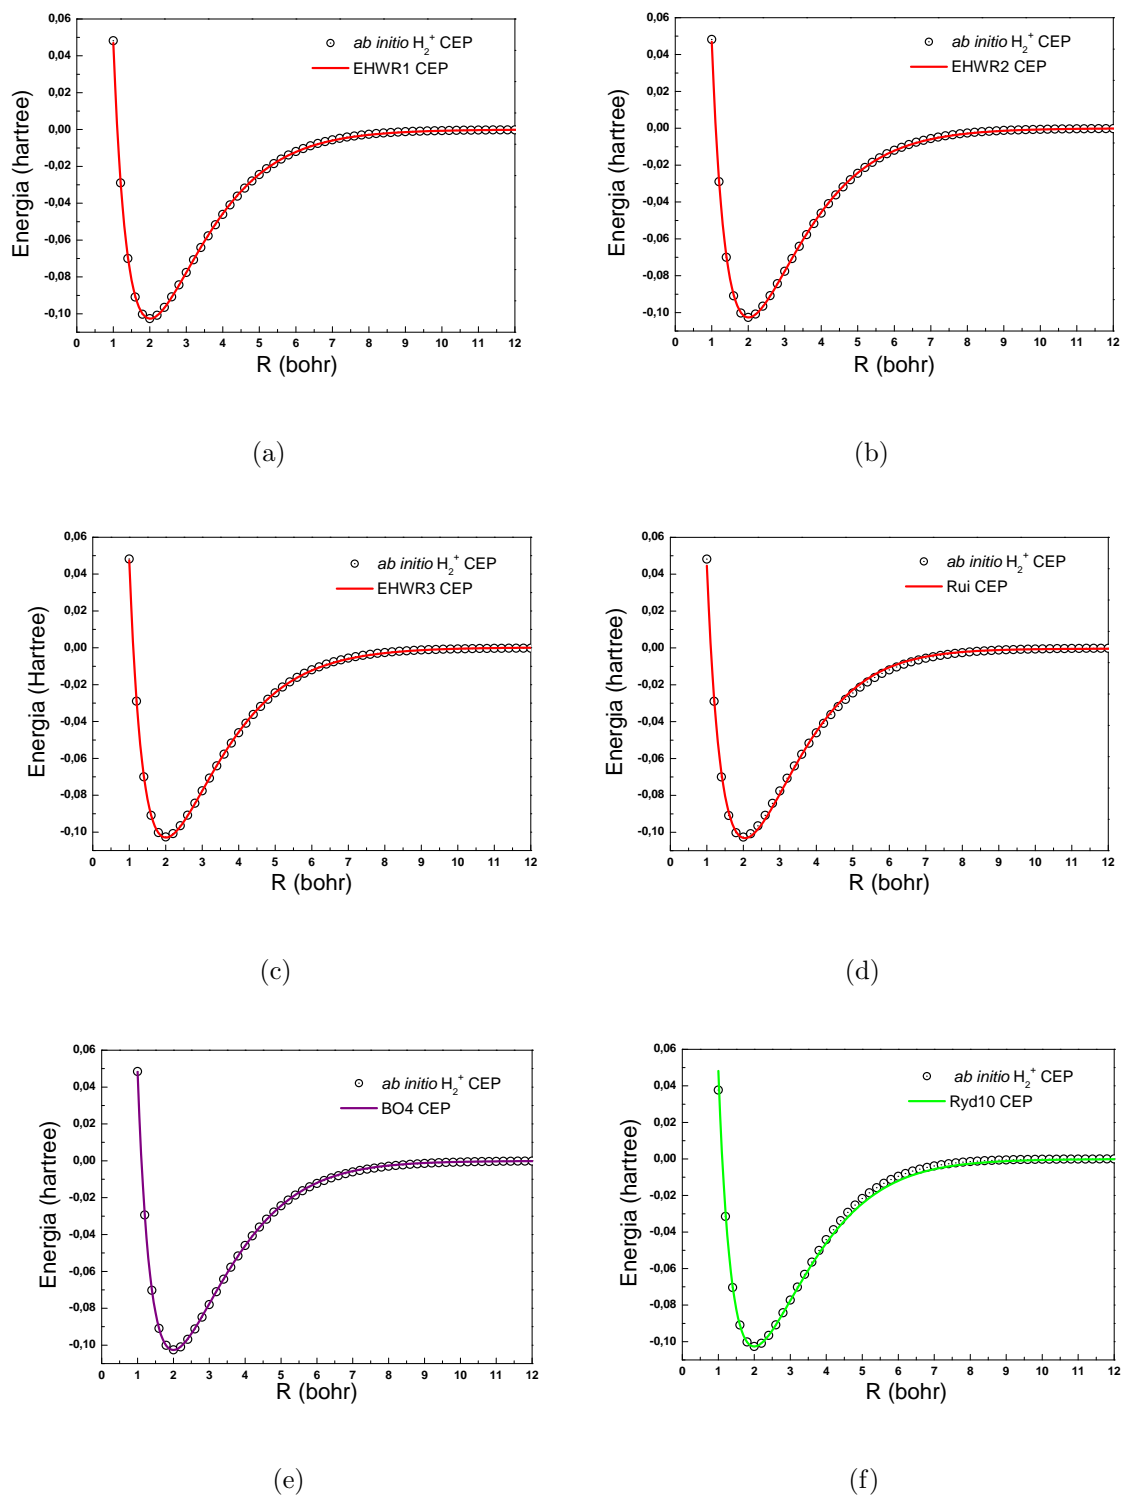 0,06
0,04
0,02
0,00
-0,02
-0,04
-0,06
-0,08
-0,10
Energia (hartree)
ab initio H2+ CEP
EHWR1 CEP
0 1 2 3 4 5 6 7 8 9 10 11 12
R (bohr)
(a)
0,06
0,04
0,02
0,00
-0,02
-0,04
-0,06
-0,08
-0,10
Energia (hartree)
ab initio H2+ CEP
EHWR2 CEP
0 1 2 3 4 5 6 7 8 9 10 11 12
R (bohr)
(b)
0,06
0,04
0,02
0,00
-0,02
-0,04
-0,06
-0,08
-0,10
Energia (Hartree)
ab initio H2+ CEP
EHWR3 CEP
0 1 2 3 4 5 6 7 8 9 10 11 12
R (bohr)
(c)
0,06
0,04
0,02
0,00
-0,02
-0,04
-0,06
-0,08
-0,10
Energia (hartree)
ab initio H2+ CEP
Rui CEP
0 1 2 3 4 5 6 7 8 9 10 11 12
R (bohr)
(d)
0,06
0,04
0,02
0,00
-0,02
-0,04
-0,06
-0,08
-0,10
Energia (hartree)
ab initio H2+ CEP
BO4 CEP
0 1 2 3 4 5 6 7 8 9 10 11 12
R (bohr)
(e)
0,06
0,04
0,02
0,00
-0,02
-0,04
-0,06
-0,08
-0,10
Energia (hartree)
ab initio H2+ CEP
Ryd10 CEP
0 1 2 3 4 5 6 7 8 9 10 11 12
R (bohr)
(f)